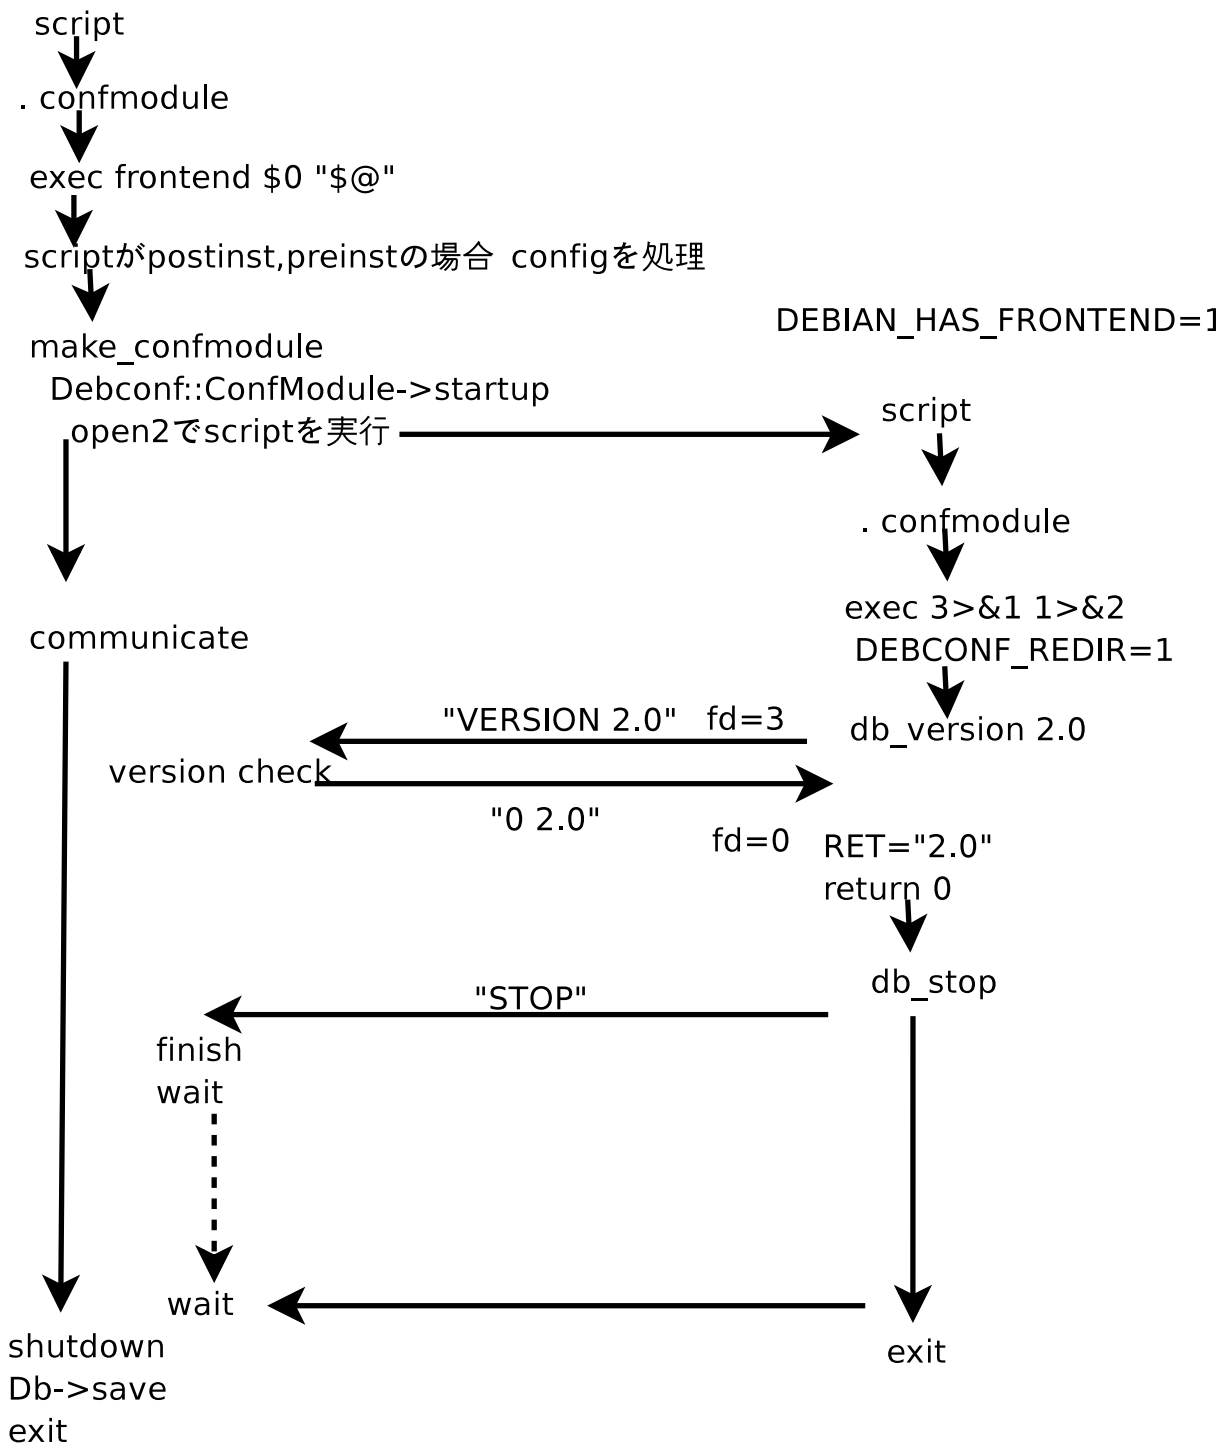 script
. confmodule
exec frontend $0 "$@"
scriptがpostinst,preinstの場合 configを処理
make_confmodule
Debconf::ConfModule->startup
open2でscriptを実行
DEBIAN_HAS_FRONTEND=1
script
. confmodule
exec 3>&1 1>&2
DEBCONF_REDIR=1
communicate
"VERSION 2.0" fd=3
db_version 2.0
version check
"0 2.0"
fd=0
RET="2.0"
return 0
db_stop
"STOP"
finish
wait
wait
exit
shutdown
Db->save
exit